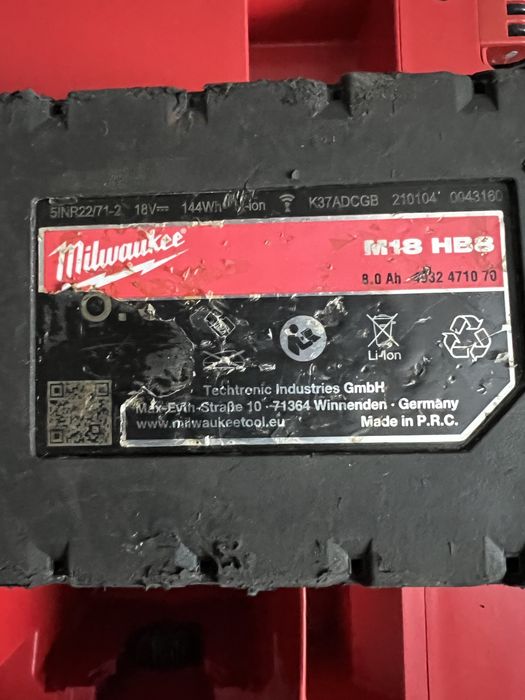 5INR22/71-2 18V⎓ 144Wh Li-Ion K37ADCGB 210104 0043160
Milwaukee
M18 HB8
8.0 Ah 4932 4710 70
Li-Ion
Techtronic Industries GmbH
Max-Eyth-Straße 10 · 71364 Winnenden · Germany
www.milwaukeetool.eu Made in P.R.C.